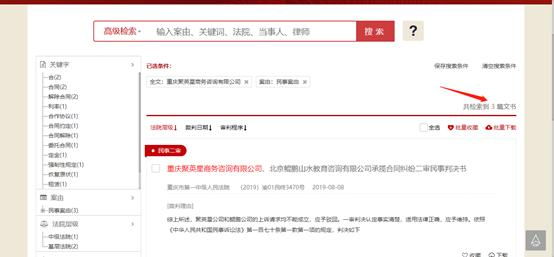 高级检索 输入案由、关键词、法院、当事人、律师 搜索 ?
关键字
合(2)
合同(2)
解除合同(2)
利率(1)
合作协议(1)
合同约定(1)
合同解除(1)
委托合同(1)
定金(1)
强制性规定(1)
恢复原状(1)
租赁(1)
案由
民事案由(3)
法院层级
中级法院(1)
基层法院(2)
已选条件： 保存搜索条件 清空搜索条件
全文：重庆聚英星商务咨询有限公司 × 案由：民事案由 ×
共检索到 3 篇文书
法院层级 裁判日期 审判程序 全选 批量收藏 批量下载
民事二审
重庆聚英星商务咨询有限公司、北京鲲鹏山水教育咨询有限公司承揽合同纠纷二审民事判决书
重庆市第一中级人民法院 （2019）渝01民终3470号 2019-08-08
[裁判理由]
综上所述，聚英星公司和鲲鹏公司的上诉请求均不能成立，应予驳回。一审判决认定事实清楚，适用法律正确，应予维持。依照
《中华人民共和国民事诉讼法》第一百七十条第一款第一项的规定，判决如下
收藏 下载